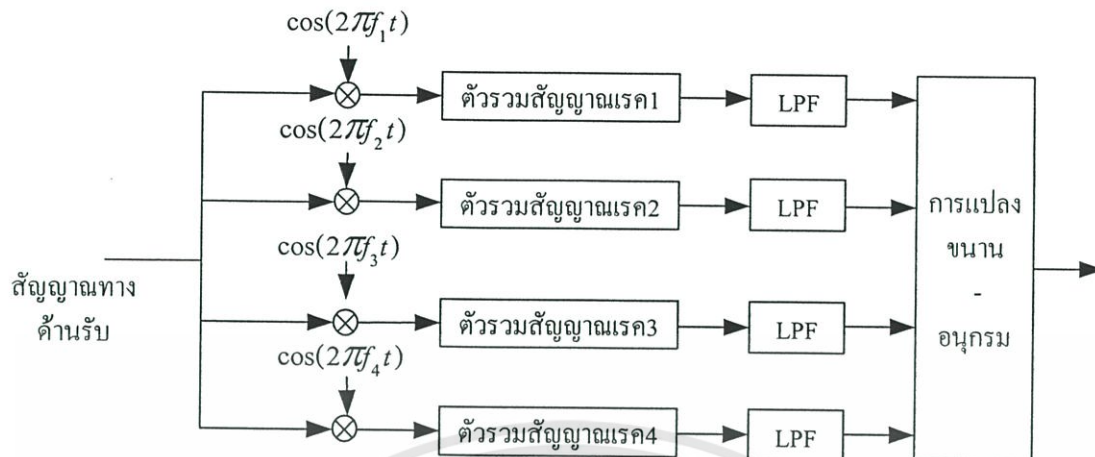 cos(2πf₁t)
ตัวรวมสัญญาณเรค1
LPF
cos(2πf₂t)
ตัวรวมสัญญาณเรค2
LPF
การแปลง
ขนาน
-
อนุกรม
cos(2πf₃t)
สัญญาณทาง
ด้านรับ
ตัวรวมสัญญาณเรค3
LPF
cos(2πf₄t)
ตัวรวมสัญญาณเรค4
LPF